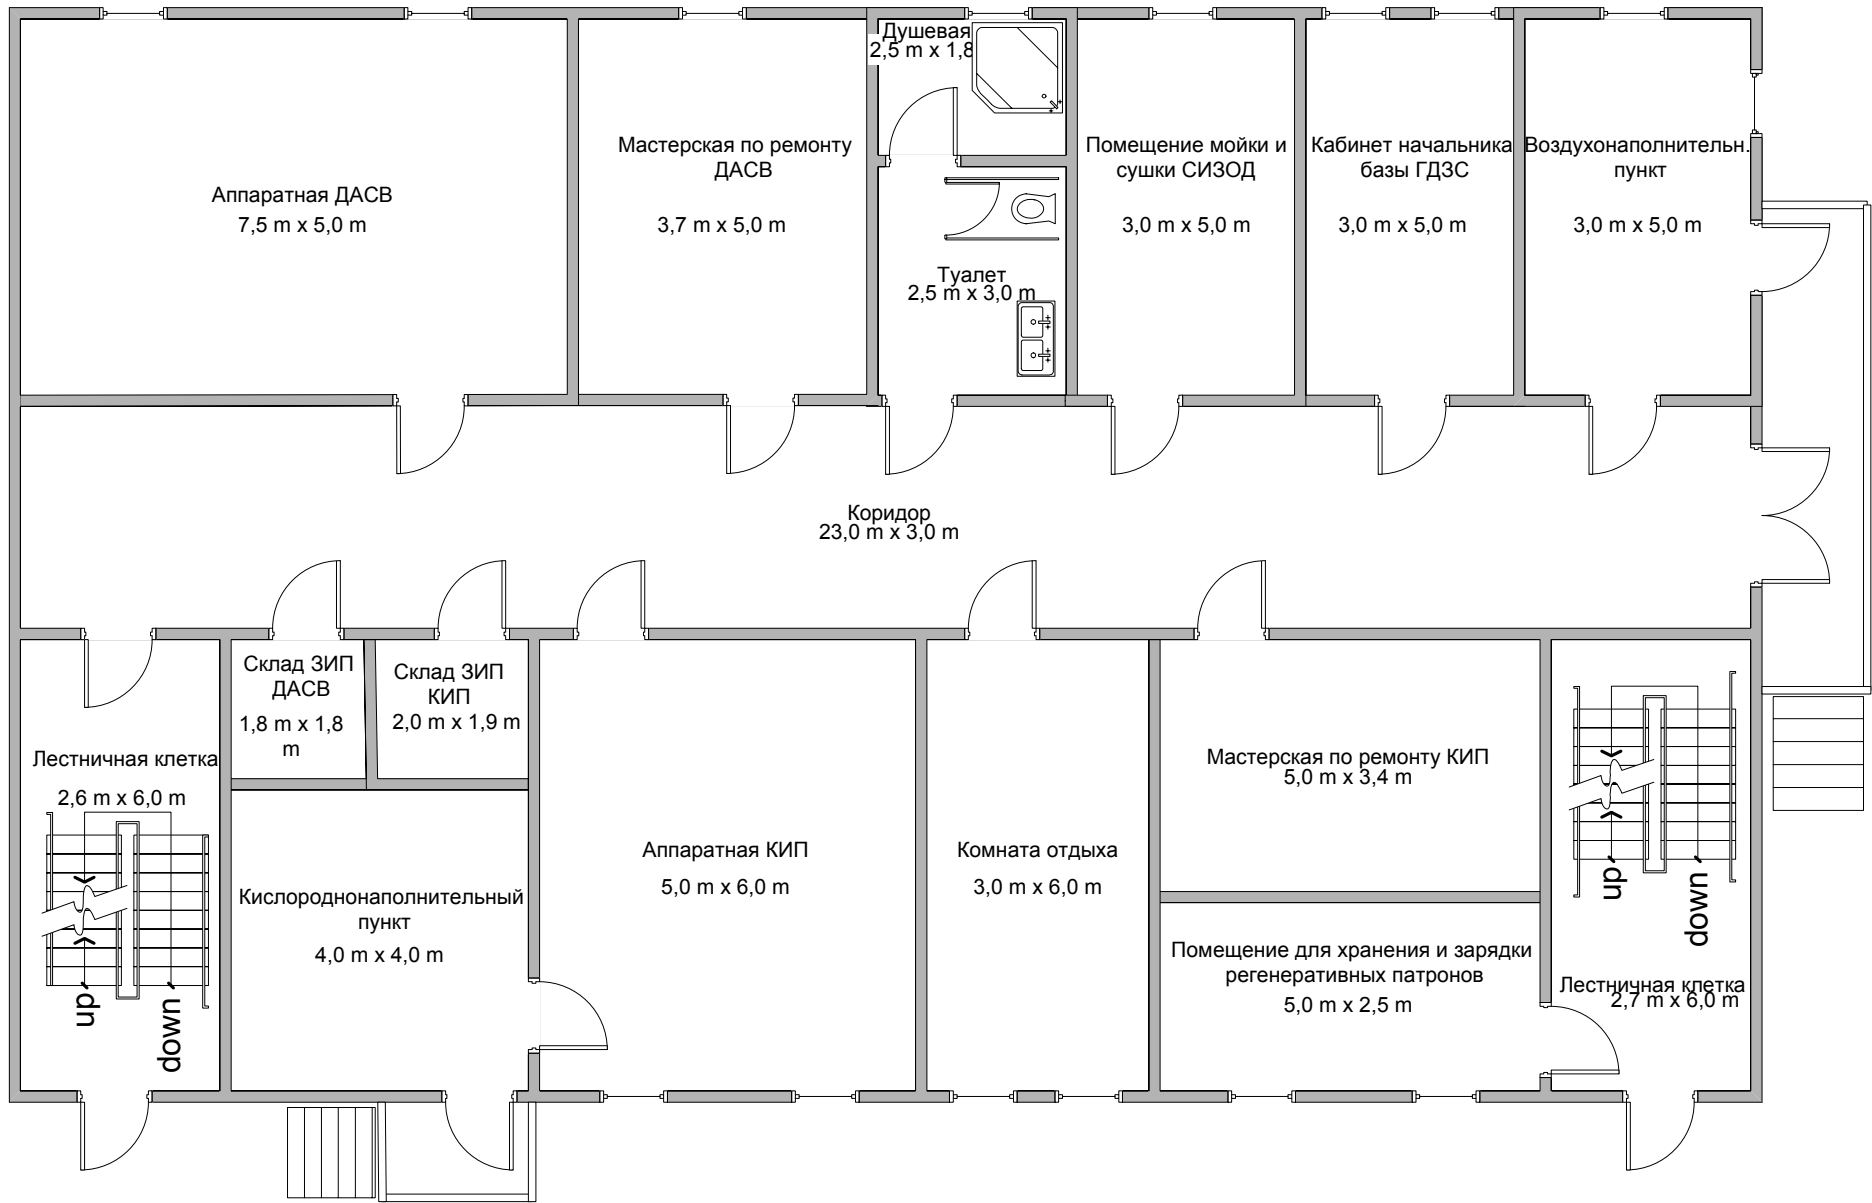 Душевая
2,5 m x 1,8
Аппаратная ДАСВ
7,5 m x 5,0 m
Мастерская по ремонту
ДАСВ
3,7 m x 5,0 m
Туалет
2,5 m x 3,0 m
Помещение мойки и
сушки СИЗОД
3,0 m x 5,0 m
Кабинет начальника
базы ГДЗС
3,0 m x 5,0 m
Воздухонаполнительн.
пункт
3,0 m x 5,0 m
Коридор
23,0 m x 3,0 m
Лестничная клетка
2,6 m x 6,0 m
up
down
Склад ЗИП
ДАСВ
1,8 m x 1,8
m
Склад ЗИП
КИП
2,0 m x 1,9 m
Кислороднонаполнительный
пункт
4,0 m x 4,0 m
Аппаратная КИП
5,0 m x 6,0 m
Комната отдыха
3,0 m x 6,0 m
Мастерская по ремонту КИП
5,0 m x 3,4 m
Помещение для хранения и зарядки
регенеративных патронов
5,0 m x 2,5 m
up
down
Лестничная клетка
2,7 m x 6,0 m